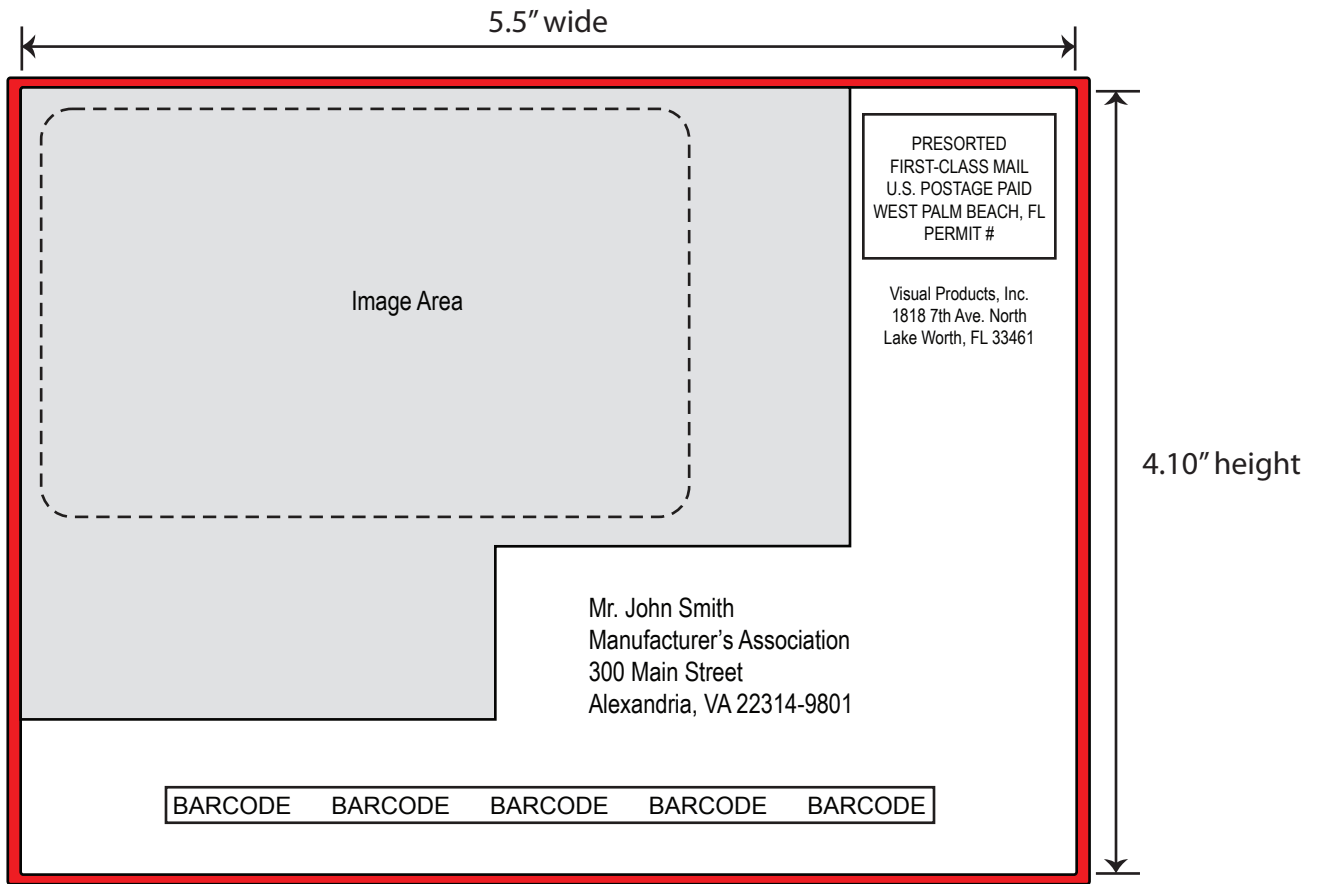 5.5” wide
PRESORTED
FIRST-CLASS MAIL
U.S. POSTAGE PAID
WEST PALM BEACH, FL
PERMIT #
Image Area
Visual Products, Inc.
1818 7th Ave. North
Lake Worth, FL 33461
4.10” height
Mr. John Smith
Manufacturer’s Association
300 Main Street
Alexandria, VA 22314-9801
BARCODE BARCODE BARCODE BARCODE BARCODE